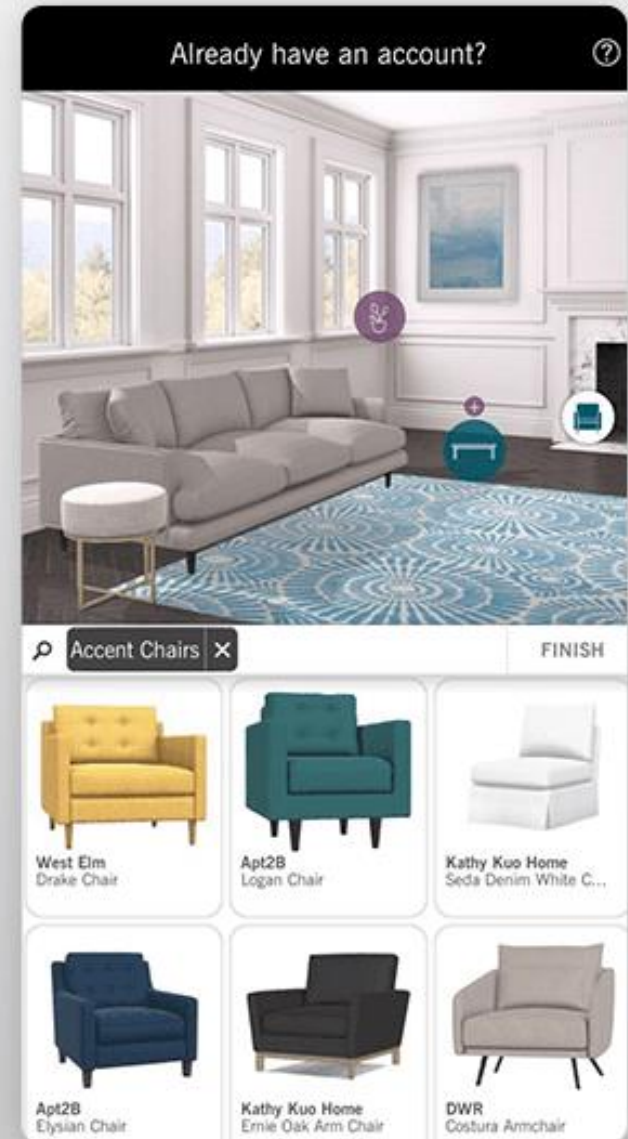 Already have an account?
?
Accent Chairs X
FINISH
West Elm
Drake Chair
Apt2B
Logan Chair
Kathy Kuo Home
Seda Denim White C...
Apt2B
Elysian Chair
Kathy Kuo Home
Ernie Oak Arm Chair
DWR
Costura Armchair